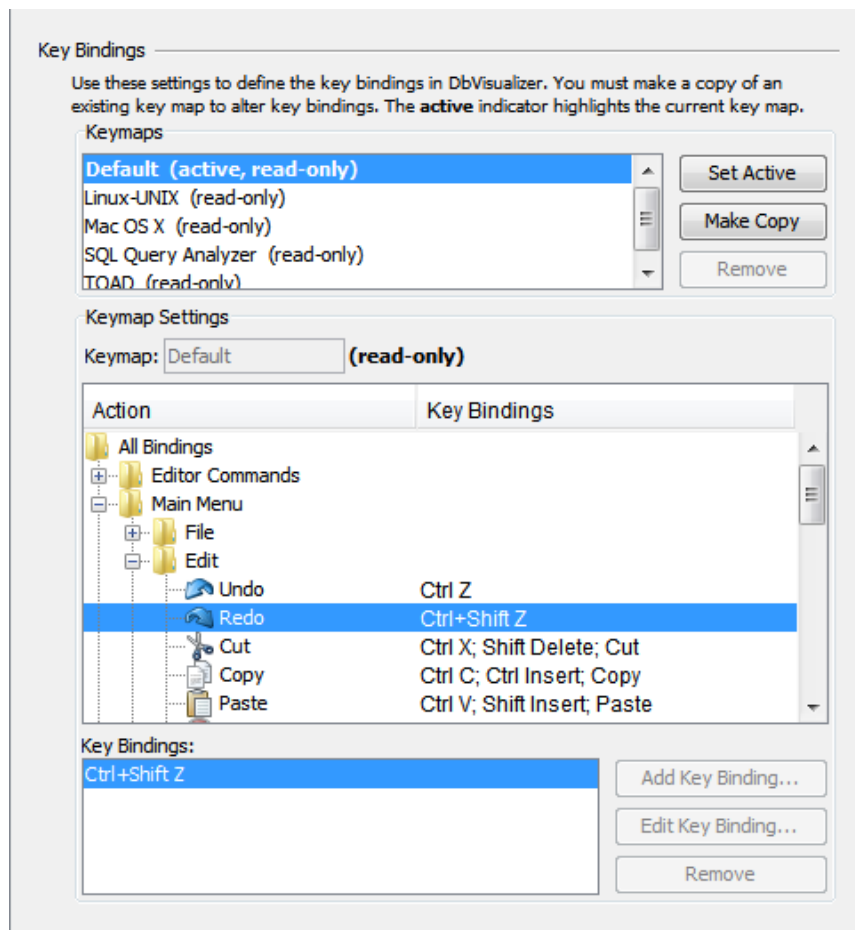 Key Bindings
Use these settings to define the key bindings in DbVisualizer. You must make a copy of an
existing key map to alter key bindings. The active indicator highlights the current key map.
Keymaps
Default (active, read-only)
Set Active
Linux-UNIX (read-only)
Mac OS X (read-only)
Make Copy
SQL Query Analyzer (read-only)
Remove
TOAD (read-only)
Keymap Settings
Keymap: Default (read-only)
Action Key Bindings
All Bindings
Editor Commands
Main Menu
File
Edit
Undo Ctrl Z
Redo Ctrl+Shift Z
Cut Ctrl X; Shift Delete; Cut
Copy Ctrl C; Ctrl Insert; Copy
Paste Ctrl V; Shift Insert; Paste
Key Bindings:
Ctrl+Shift Z
Add Key Binding...
Edit Key Binding...
Remove